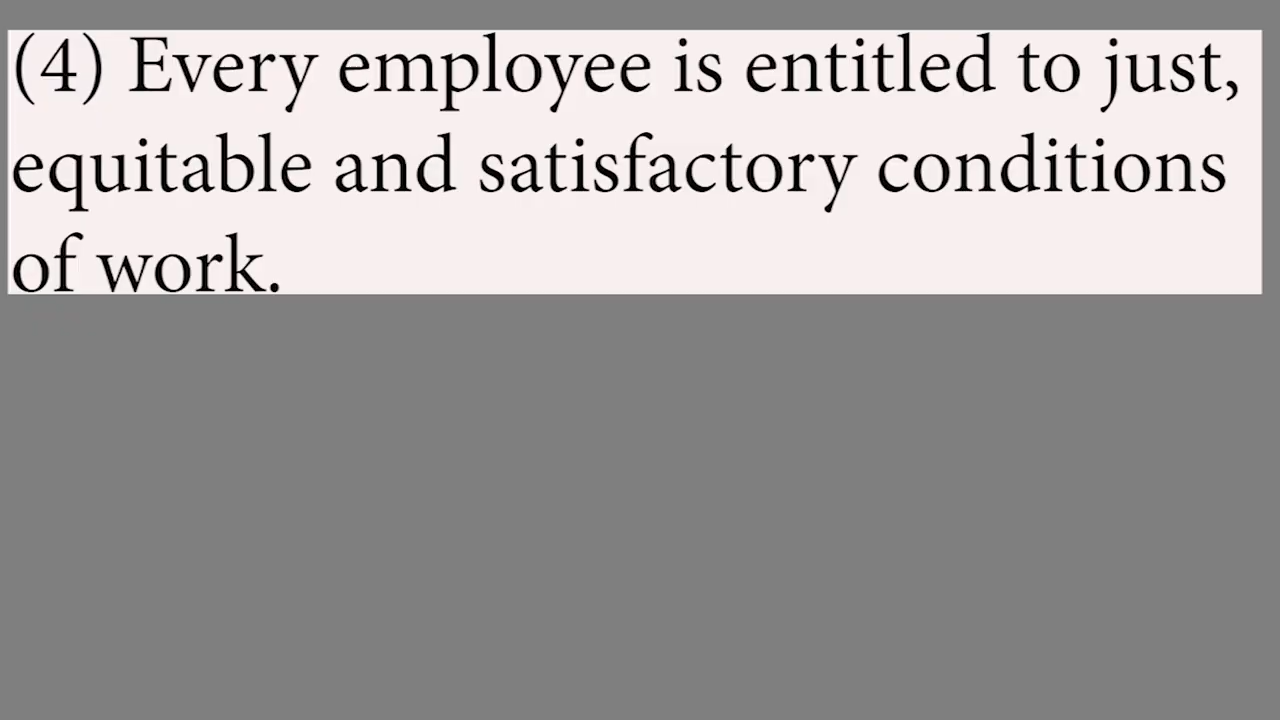 (4) Every employee is entitled to just,
equitable and satisfactory conditions
of work.